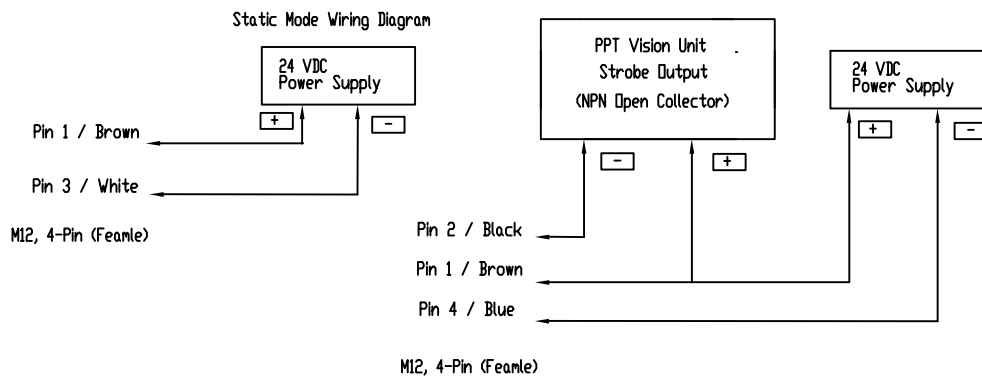 Static Mode Wiring Diagram
24 VDC
Power Supply
+
-
Pin 1 / Brown
Pin 3 / White
M12, 4-Pin (Feamle)
PPT Vision Unit
Strobe Output
(NPN Open Collector)
-
+
24 VDC
Power Supply
+
-
Pin 2 / Black
Pin 1 / Brown
Pin 4 / Blue
M12, 4-Pin (Feamle)